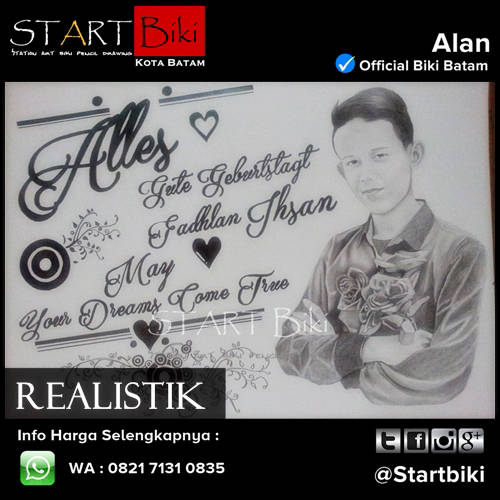 START Biki
STATION ART BIKI PENCIL DRAWING
KOTA BATAM
Alan
Official Biki Batam
Alles
Gute Geburtstagt
Fadhlan Ihsan
May
Your Dreams Come True
START Biki
REALISTIK
Info Harga Selengkapnya :
WA : 0821 7131 0835
@Startbiki